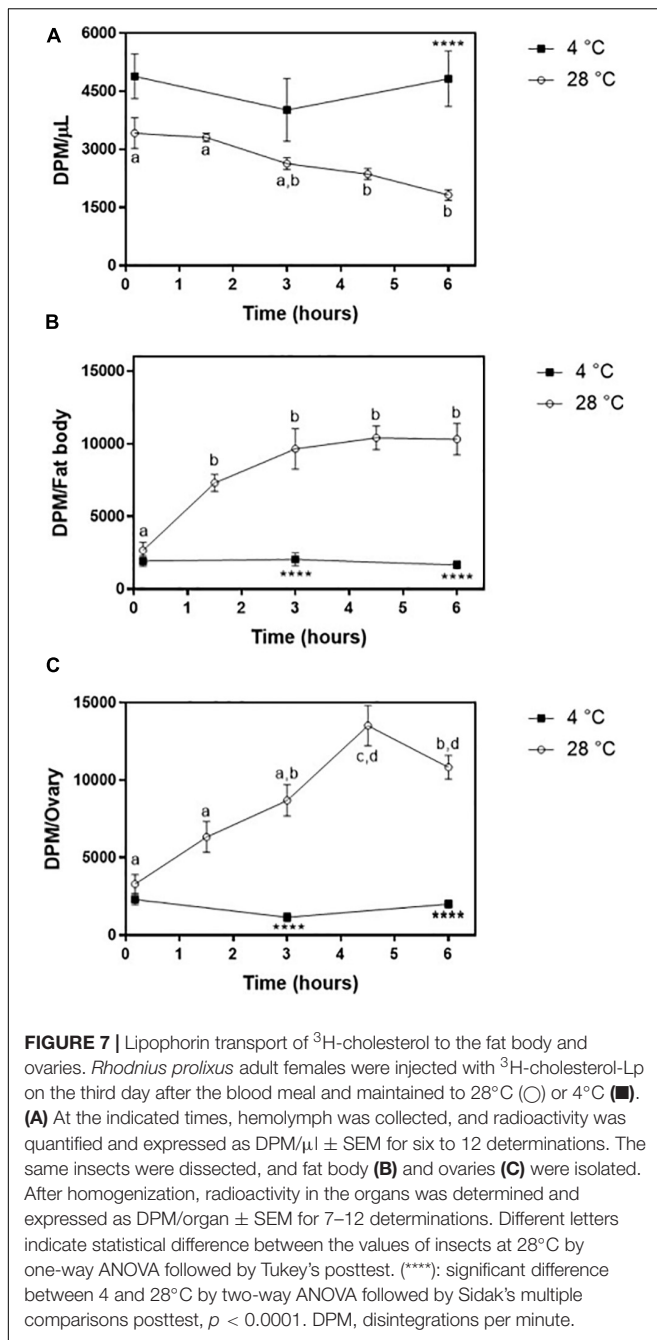 A
6000
4500
3000
1500
0
DPM/μL
****
a
a
a,b
b
b
0 1 2 3 4 5 6
Time (hours)
4 °C
28 °C
B
15000
10000
5000
0
DPM/Fat body
a
b
b
b
b
****
****
0 1 2 3 4 5 6
Time (hours)
4 °C
28 °C
C
15000
10000
5000
0
DPM/Ovary
a
a
a,b
c,d
b,d
****
****
0 1 2 3 4 5 6
Time (hours)
4 °C
28 °C
FIGURE 7 | Lipophorin transport of ³H-cholesterol to the fat body and
ovaries. Rhodnius prolixus adult females were injected with ³H-cholesterol-Lp
on the third day after the blood meal and maintained to 28°C (○) or 4°C (■).
(A) At the indicated times, hemolymph was collected, and radioactivity was
quantified and expressed as DPM/μl ± SEM for six to 12 determinations. The
same insects were dissected, and fat body (B) and ovaries (C) were isolated.
After homogenization, radioactivity in the organs was determined and
expressed as DPM/organ ± SEM for 7–12 determinations. Different letters
indicate statistical difference between the values of insects at 28°C by
one-way ANOVA followed by Tukey's posttest. (****): significant difference
between 4 and 28°C by two-way ANOVA followed by Sidak's multiple
comparisons posttest, p < 0.0001. DPM, disintegrations per minute.